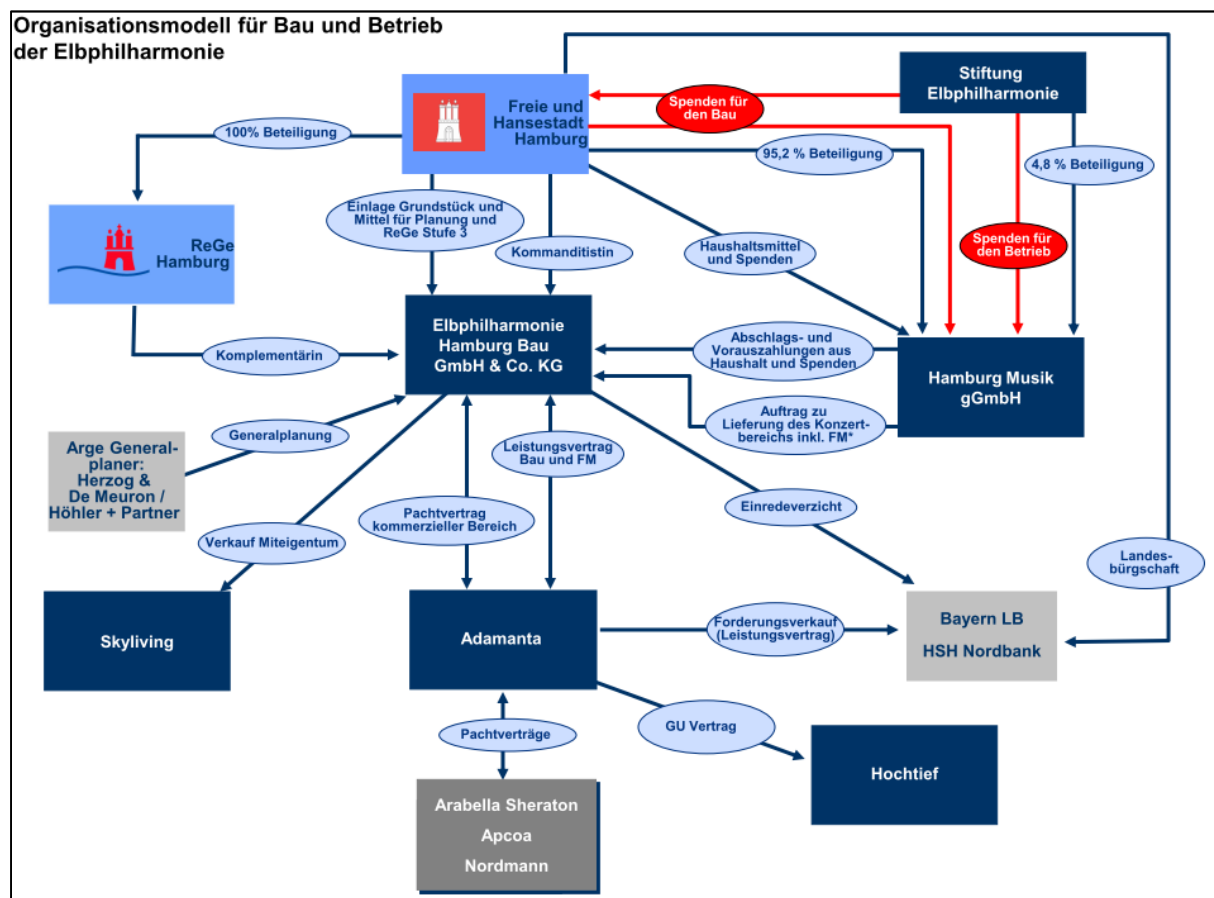 Organisationsmodell für Bau und Betrieb
der Elbphilharmonie
Stiftung
Elbphilharmonie
Freie und
Hansestadt
Hamburg
Spenden für
den Bau
100% Beteiligung
95,2 % Beteiligung
4,8 % Beteiligung
Einlage Grundstück und
Mittel für Planung und
ReGe Stufe 3
ReGe
Hamburg
Kommanditistin
Haushaltsmittel
und Spenden
Spenden für
den Betrieb
Elbphilharmonie
Hamburg Bau
GmbH & Co. KG
Komplementärin
Abschlags- und
Vorauszahlungen aus
Haushalt und Spenden
Hamburg Musik
gGmbH
Auftrag zu
Lieferung des Konzert-
bereichs inkl. FM*
Generalplanung
Arge General-
planer:
Herzog &
De Meuron /
Höhler + Partner
Leistungsvertrag
Bau und FM
Pachtvertrag
kommerzieller Bereich
Einredeverzicht
Verkauf Miteigentum
Landes-
bürgschaft
Skyliving
Adamanta
Forderungsverkauf
(Leistungsvertrag)
Bayern LB
HSH Nordbank
Pachtverträge
GU Vertrag
Hochtief
Arabella Sheraton
Apcoa
Nordmann